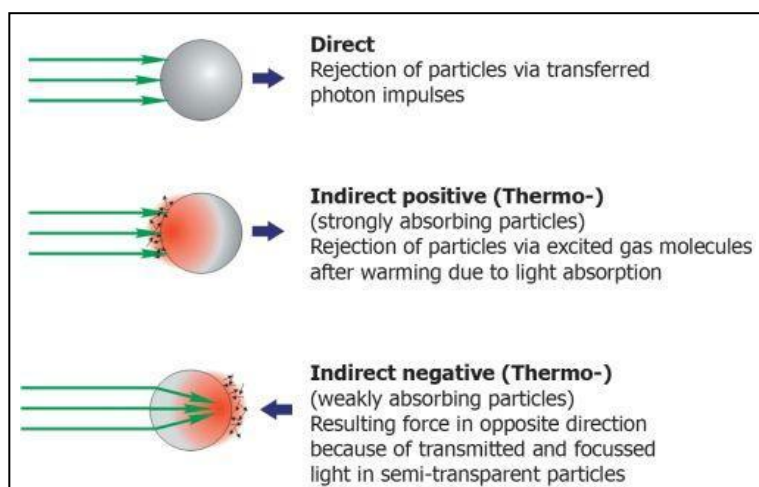 Direct
Rejection of particles via transferred
photon impulses
Indirect positive (Thermo-)
(strongly absorbing particles)
Rejection of particles via excited gas molecules
after warming due to light absorption
Indirect negative (Thermo-)
(weakly absorbing particles)
Resulting force in opposite direction
because of transmitted and focussed
light in semi-transparent particles